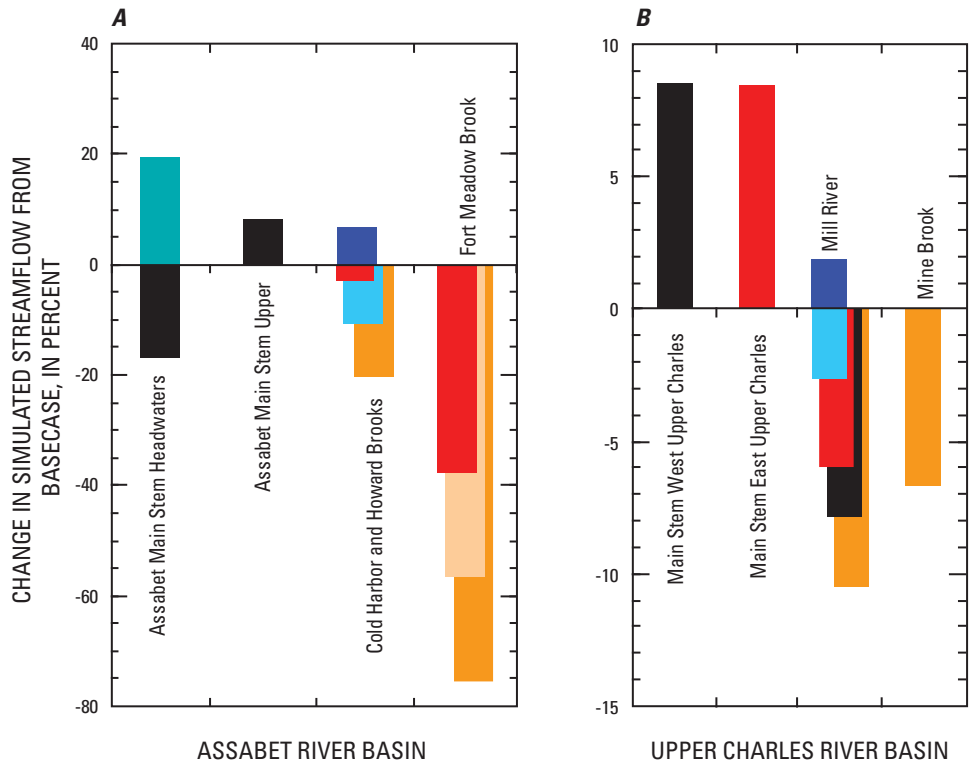 A
B
CHANGE IN SIMULATED STREAMFLOW FROM
BASECASE, IN PERCENT
40
20
0
-20
-40
-60
-80
Assabet Main Stem Headwaters
Assabet Main Stem Upper
Cold Harbor and Howard Brooks
Fort Meadow Brook
ASSABET RIVER BASIN
10
5
0
-5
-10
-15
Main Stem West Upper Charles
Main Stem East Upper Charles
Mill River
Mine Brook
UPPER CHARLES RIVER BASIN